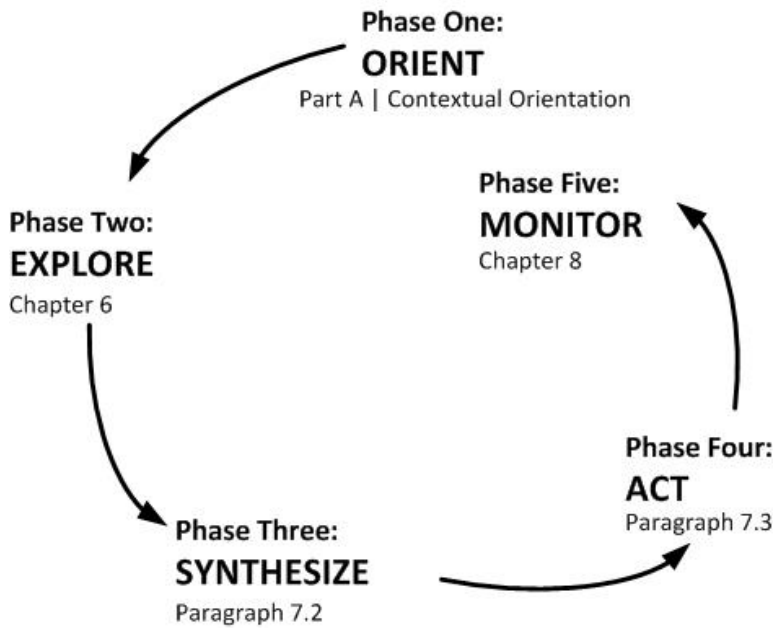 Phase One:
ORIENT
Part A | Contextual Orientation
Phase Two:
EXPLORE
Chapter 6
Phase Three:
SYNTHESIZE
Paragraph 7.2
Phase Four:
ACT
Paragraph 7.3
Phase Five:
MONITOR
Chapter 8